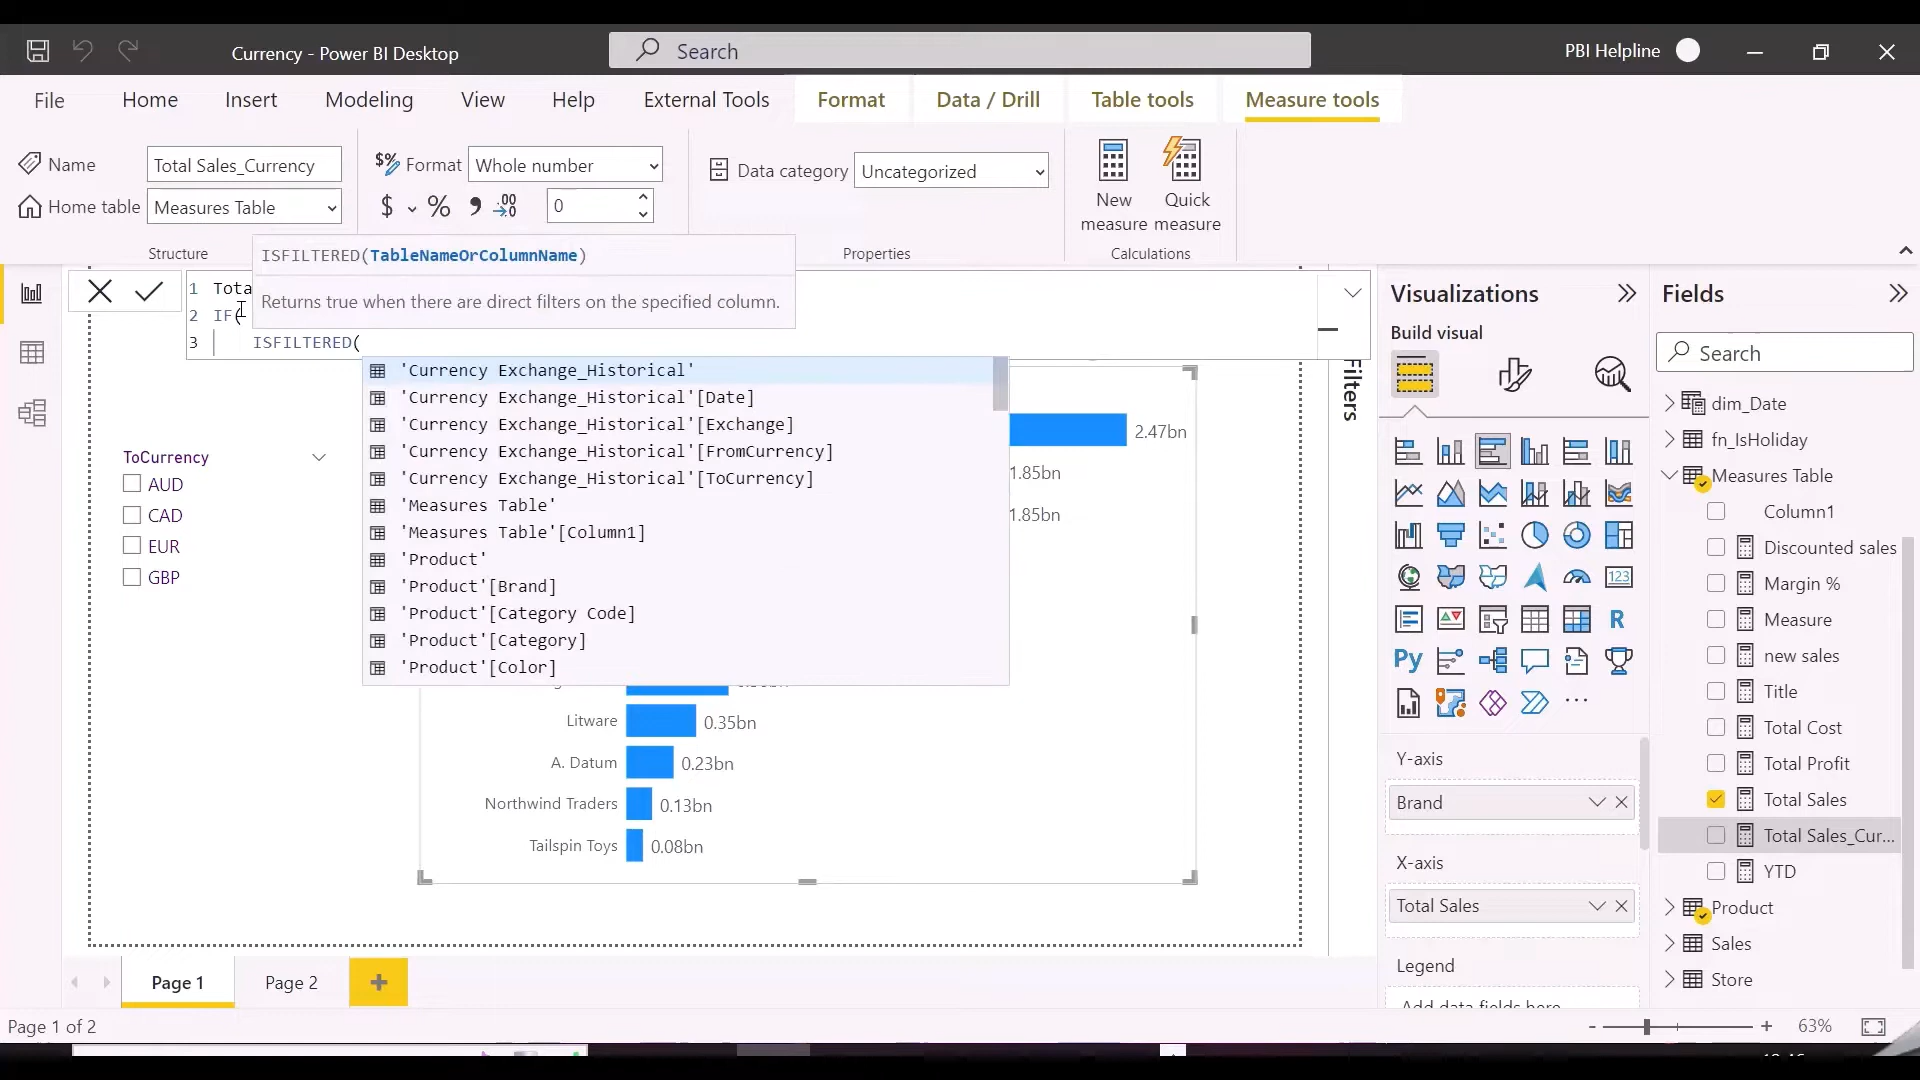 Currency - Power BI Desktop
Search
PBI Helpline
File Home Insert Modeling View Help External Tools Format Data / Drill Table tools Measure tools
Name Total Sales_Currency
$% Format Whole number
Data category Uncategorized
Home table Measures Table
$ % 9 .00 0
New measure
Quick measure
Structure
Properties
Calculations
ISFILTERED(TableNameOrColumnName)
Returns true when there are direct filters on the specified column.
1 Tota
2 IF(
3 ISFILTERED(
'Currency Exchange_Historical'
'Currency Exchange_Historical'[Date]
'Currency Exchange_Historical'[Exchange]
'Currency Exchange_Historical'[FromCurrency]
'Currency Exchange_Historical'[ToCurrency]
'Measures Table'
'Measures Table'[Column1]
'Product'
'Product'[Brand]
'Product'[Category Code]
'Product'[Category]
'Product'[Color]
ToCurrency
AUD
CAD
EUR
GBP
2.47bn
1.85bn
1.85bn
Litware 0.35bn
A. Datum 0.23bn
Northwind Traders 0.13bn
Tailspin Toys 0.08bn
Filters
Visualizations
Build visual
123
R
Py
Y-axis
Brand
X-axis
Total Sales
Legend
Add data fields here
Fields
Search
dim_Date
fn_IsHoliday
Measures Table
Column1
Discounted sales
Margin %
Measure
new sales
Title
Total Cost
Total Profit
Total Sales
Total Sales_Cur...
YTD
Product
Sales
Store
Page 1
Page 2
+
Page 1 of 2
- + 63%